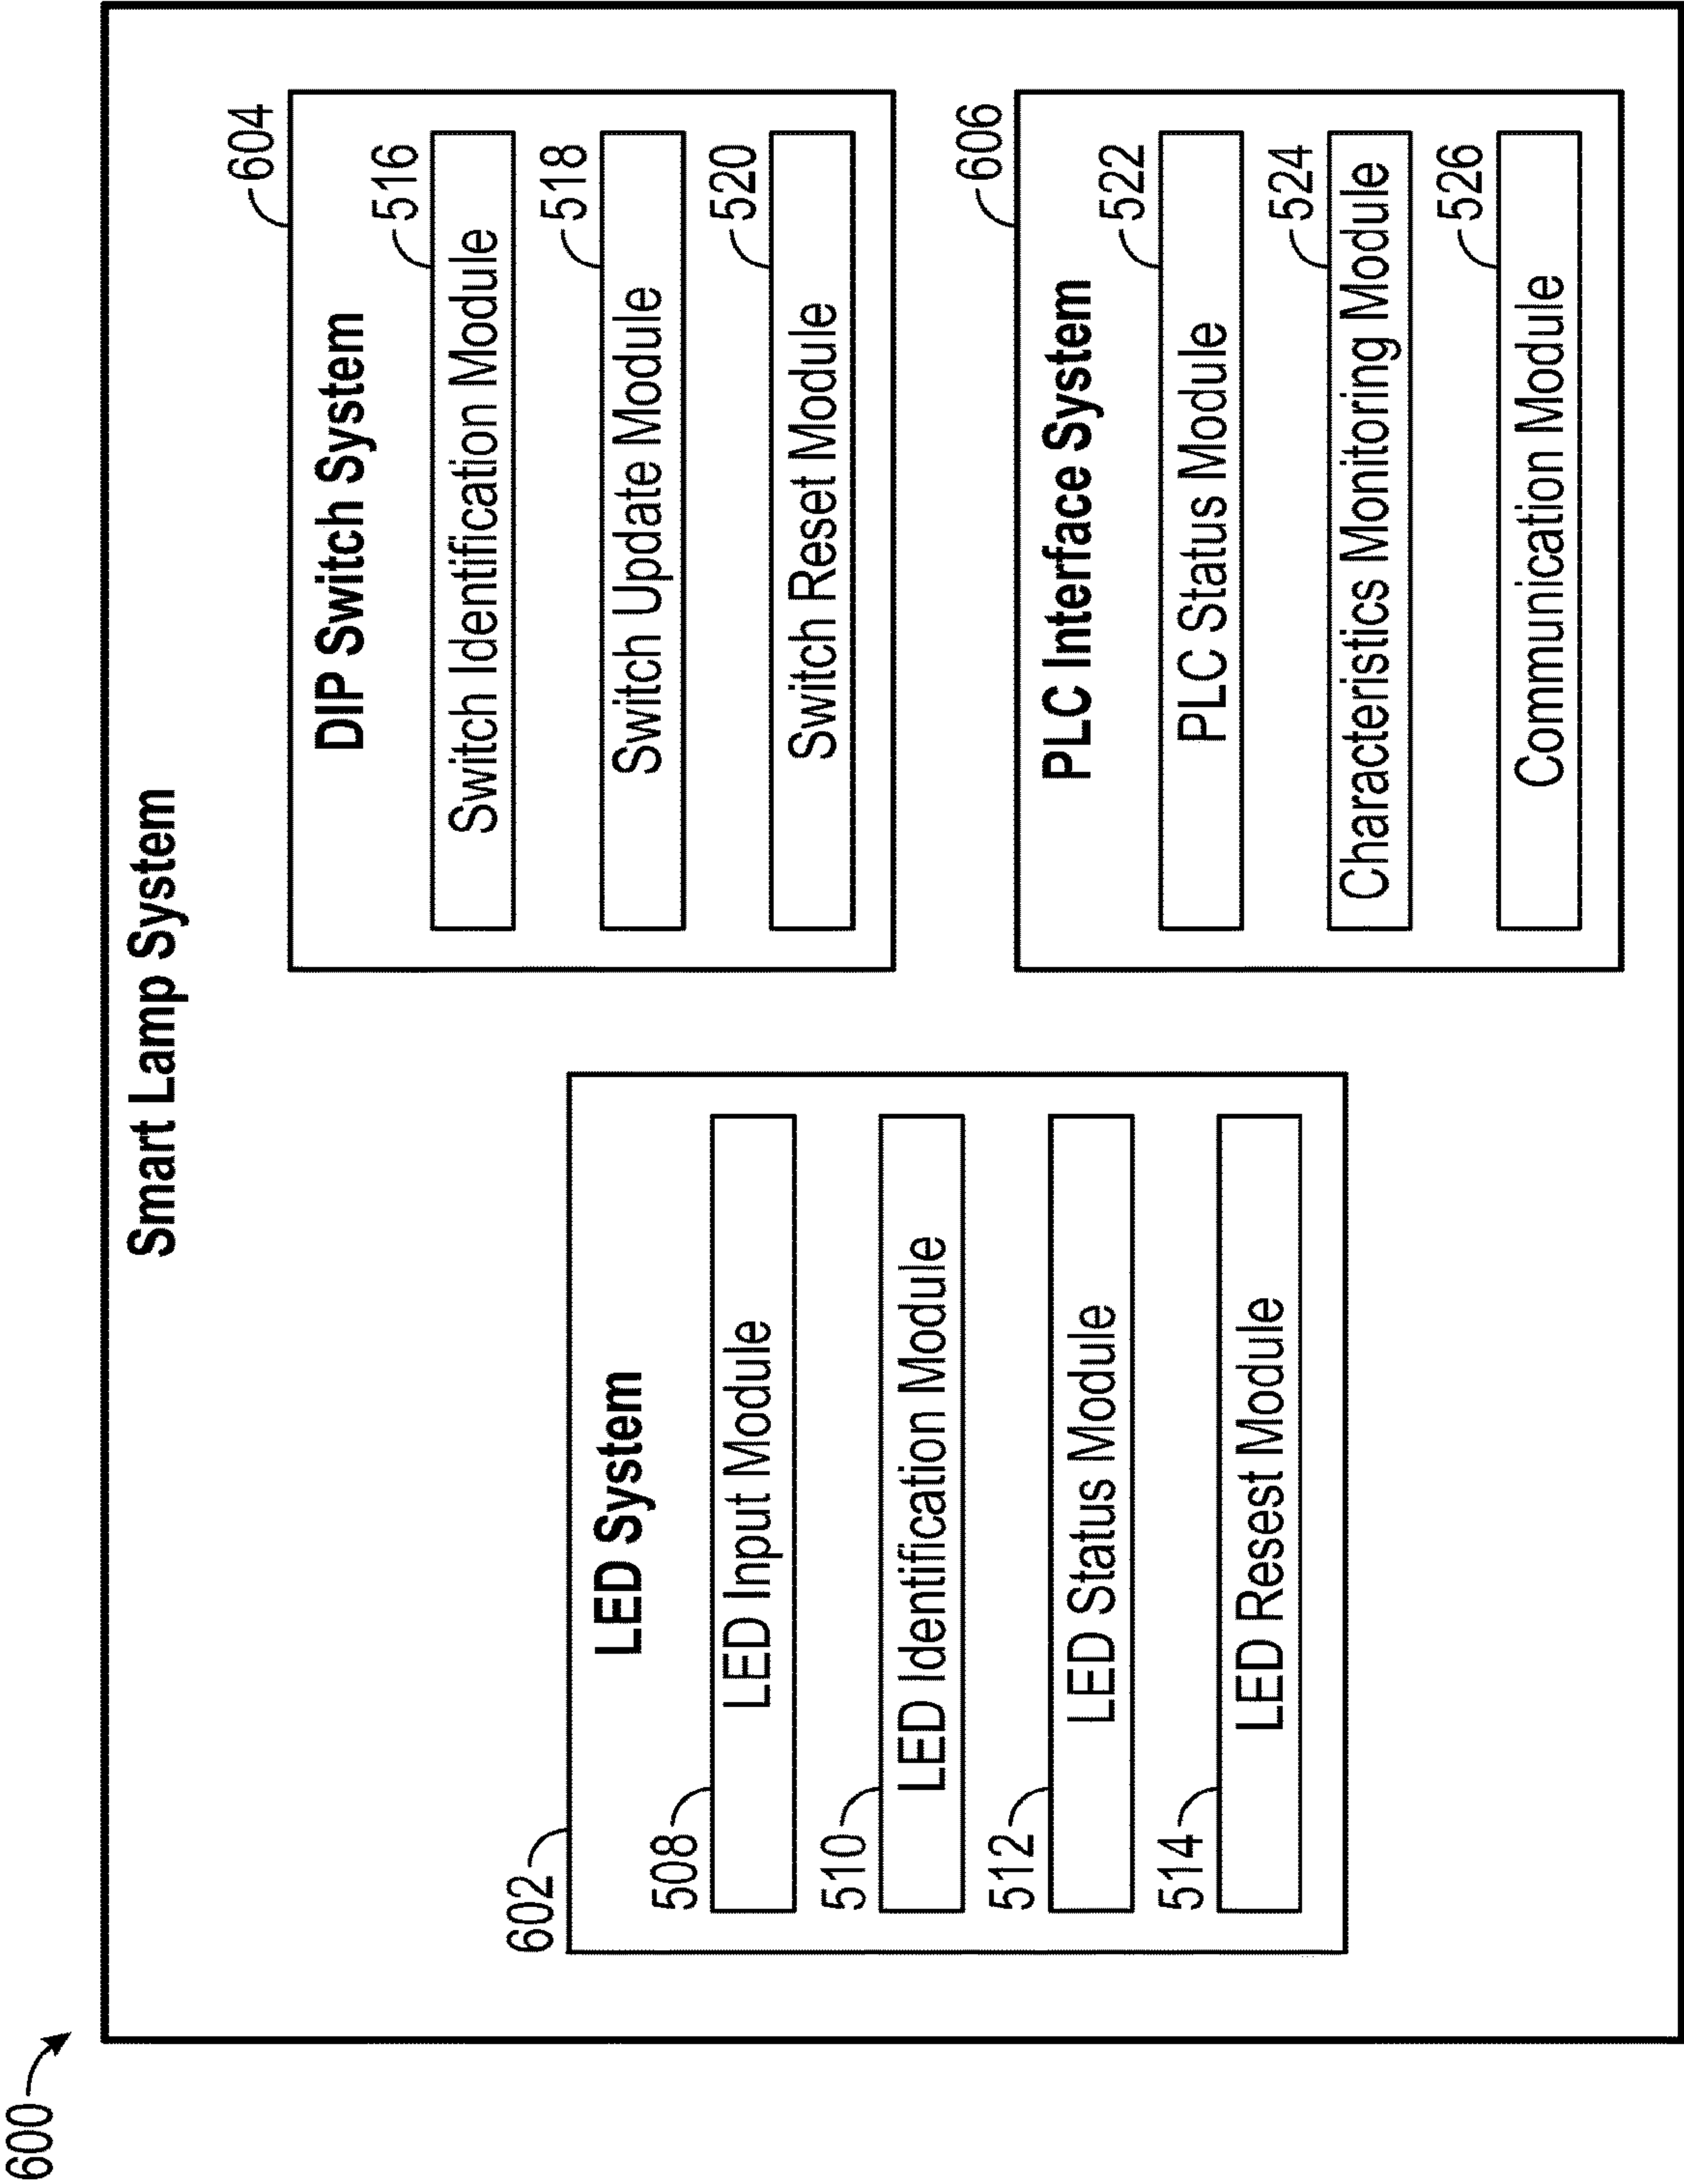 600
Smart Lamp System
602
LED System
508
LED Input Module
510
LED Identification Module
512
LED Status Module
514
LED Resest Module
604
DIP Switch System
516
Switch Identification Module
518
Switch Update Module
520
Switch Reset Module
606
PLC Interface System
522
PLC Status Module
524
Characteristics Monitoring Module
526
Communication Module